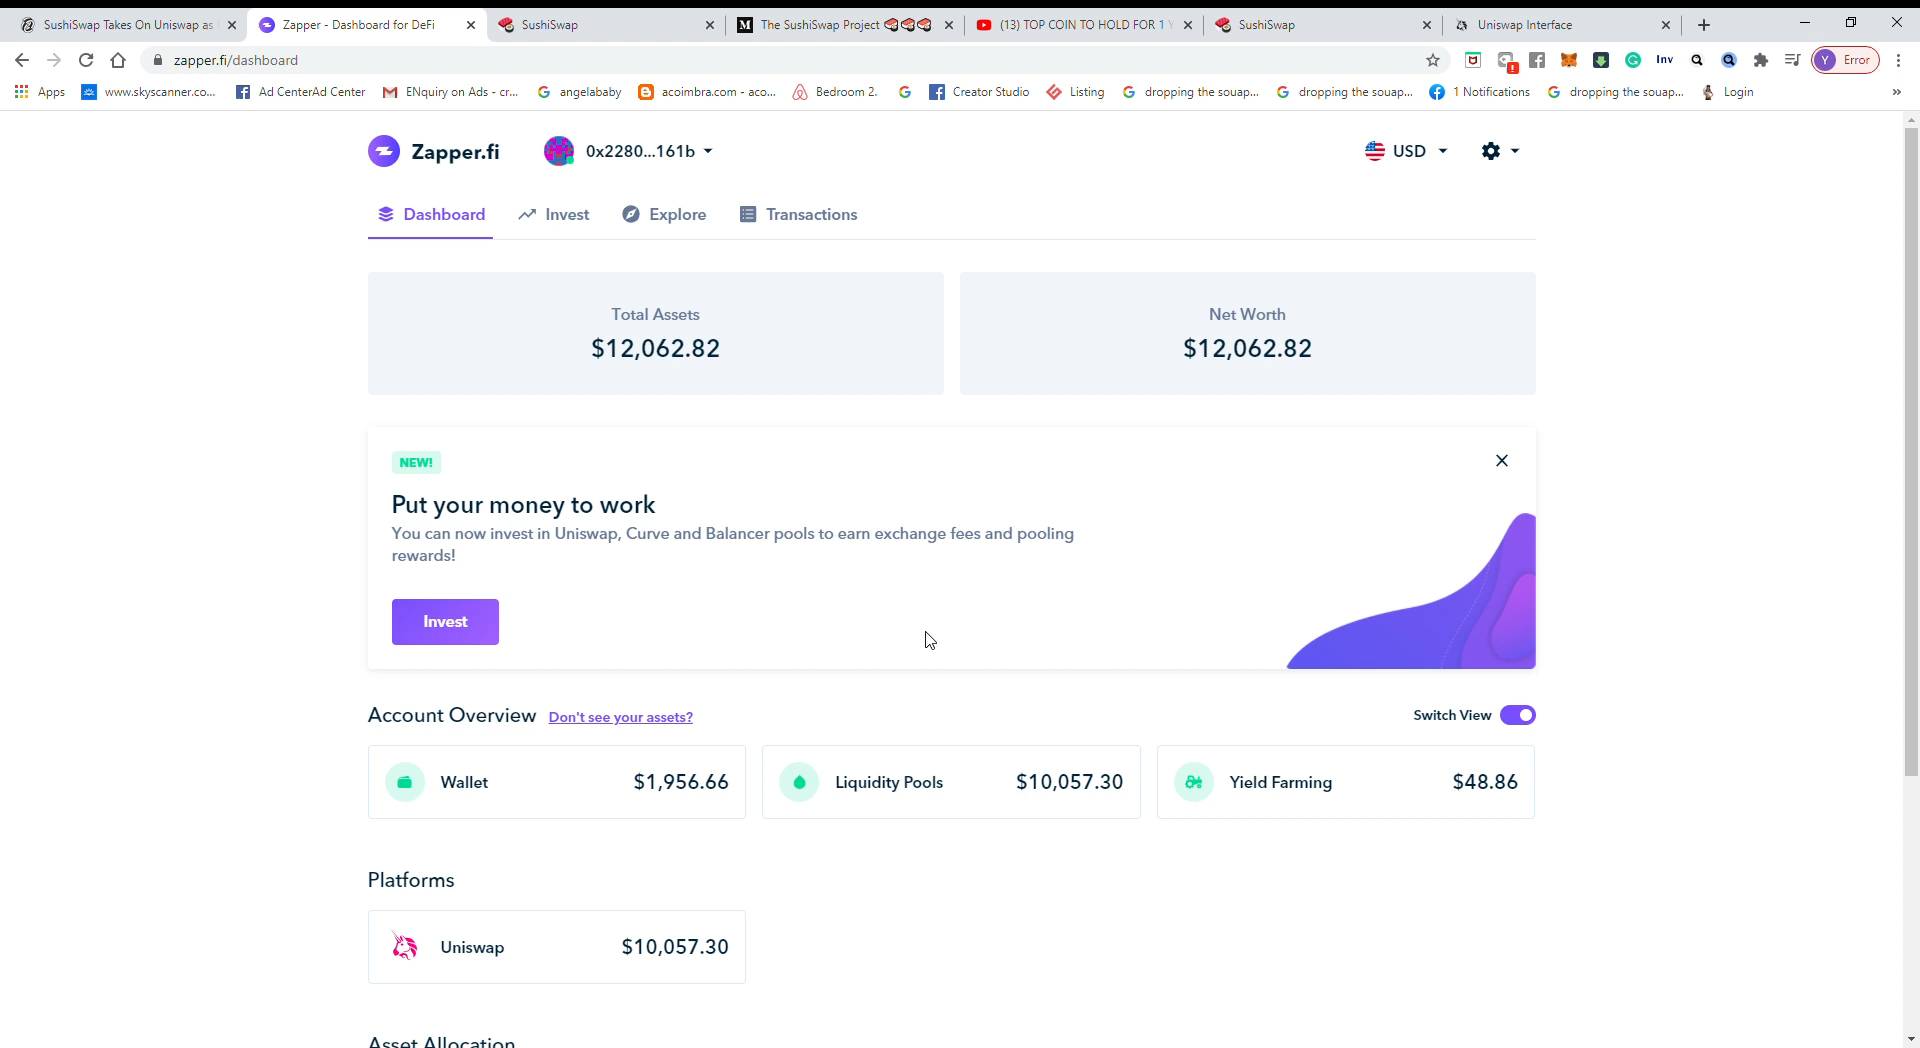 SushiSwap Takes On Uniswap as
Zapper - Dashboard for DeFi
SushiSwap
The SushiSwap Project 🍣🍣🍣
(13) TOP COIN TO HOLD FOR 1 Y
SushiSwap
Uniswap Interface
zapper.fi/dashboard
Inv
Y Error
Apps
www.skyscanner.co...
Ad CenterAd Center
ENquiry on Ads - cr...
angelababy
acoimbra.com - aco...
Bedroom 2.
Creator Studio
Listing
dropping the souap...
dropping the souap...
1 Notifications
dropping the souap...
Login
»
Zapper.fi
0x2280...161b
USD
Dashboard
Invest
Explore
Transactions
Total Assets
$12,062.82
Net Worth
$12,062.82
NEW!
Put your money to work
You can now invest in Uniswap, Curve and Balancer pools to earn exchange fees and pooling
rewards!
Invest
Account Overview
Don't see your assets?
Switch View
Wallet
$1,956.66
Liquidity Pools
$10,057.30
Yield Farming
$48.86
Platforms
Uniswap
$10,057.30
Asset Allocation